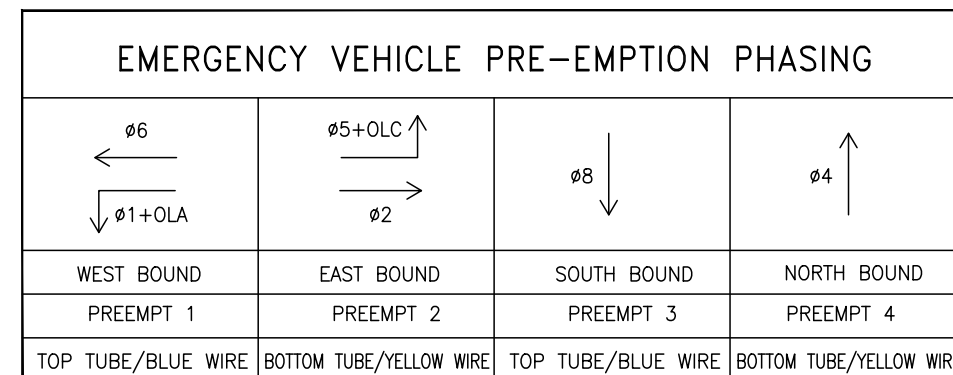 EMERGENCY VEHICLE PRE-EMPTION PHASING
ø6
ø1+OLA
ø5+OLC
ø2
ø8
ø4
WEST BOUND
EAST BOUND
SOUTH BOUND
NORTH BOUND
PREEMPT 1
PREEMPT 2
PREEMPT 3
PREEMPT 4
TOP TUBE/BLUE WIRE
BOTTOM TUBE/YELLOW WIRE
TOP TUBE/BLUE WIRE
BOTTOM TUBE/YELLOW WIR